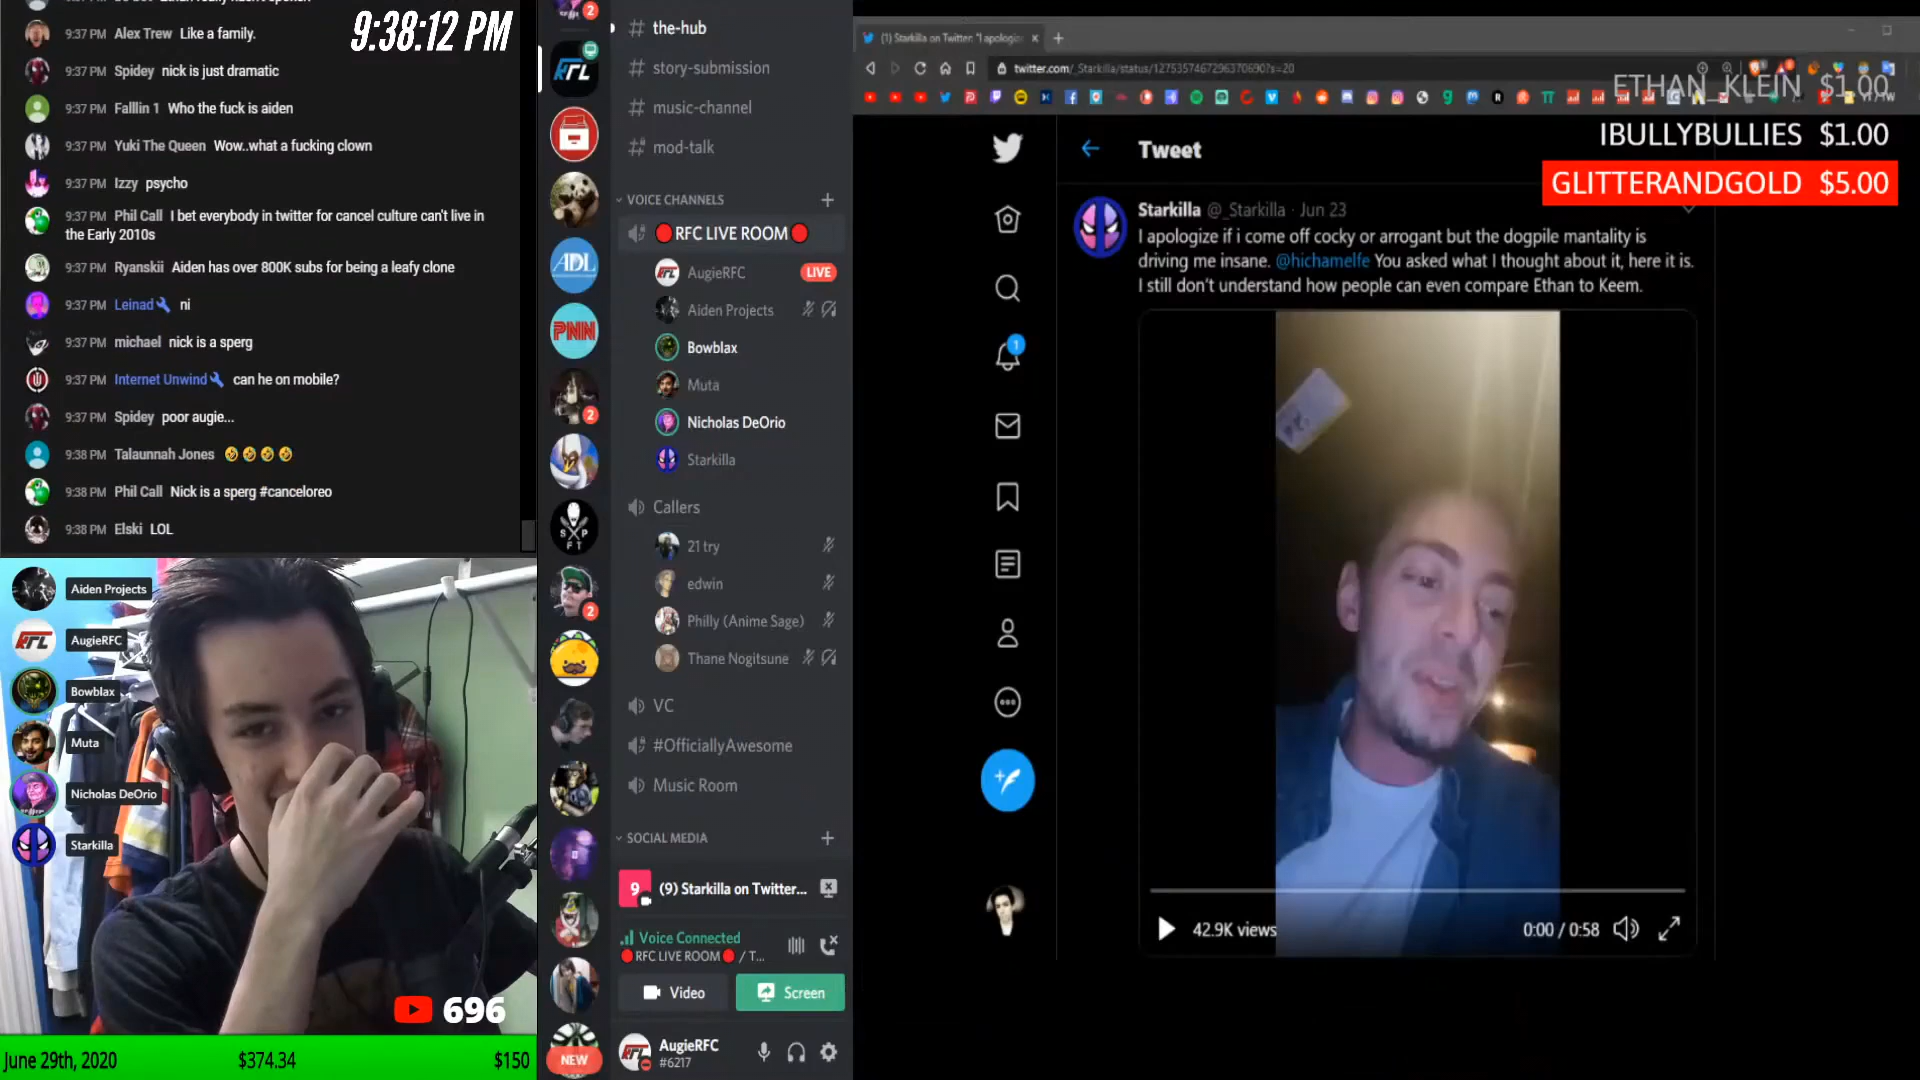 9:38:12 PM
9:37 PM Alex Trew Like a family.
9:37 PM Spidey nick is just dramatic
9:37 PM Falllin 1 Who the fuck is aiden
9:37 PM Yuki The Queen Wow..what a fucking clown
9:37 PM Izzy psycho
9:37 PM Phil Call I bet everybody in twitter for cancel culture can't live in
the Early 2010s
9:37 PM Ryanskii Aiden has over 800K subs for being a leafy clone
9:37 PM Leinad ni
9:37 PM michael nick is a sperg
9:37 PM Internet Unwind can he on mobile?
9:37 PM Spidey poor augie...
9:38 PM Talaunnah Jones 🤣🤣🤣🤣
9:38 PM Phil Call Nick is a sperg #canceloreo
9:38 PM Elski LOL
Aiden Projects
AugieRFC
Bowblax
Muta
Nicholas DeOrio
Starkilla
696
June 29th, 2020 $374.34 $150
2
ADL
PNN
2
S P
F T
2
NEW
# the-hub
# story-submission
# music-channel
# mod-talk
VOICE CHANNELS +
🔴 RFC LIVE ROOM 🔴
AugieRFC LIVE
Aiden Projects
Bowblax
Muta
Nicholas DeOrio
Starkilla
Callers
21 try
edwin
Philly (Anime Sage)
Thane Nogitsune
VC
#OfficiallyAwesome
Music Room
SOCIAL MEDIA +
9 (9) Starkilla on Twitter...
Voice Connected
🔴 RFC LIVE ROOM 🔴 / T...
Video
Screen
AugieRFC
#6217
(1) Starkilla on Twitter: "I apologiz
twitter.com/_Starkilla/status/1275357467296370690?s=20
ETHAN_KLEIN $1.00
IBULLYBULLIES $1.00
GLITTERANDGOLD $5.00
Tweet
1
Starkilla @_Starkilla · Jun 23
I apologize if i come off cocky or arrogant but the dogpile mantality is
driving me insane. @hichamelfe You asked what I thought about it, here it is.
I still don't understand how people can even compare Ethan to Keem.
42.9K views
0:00 / 0:58